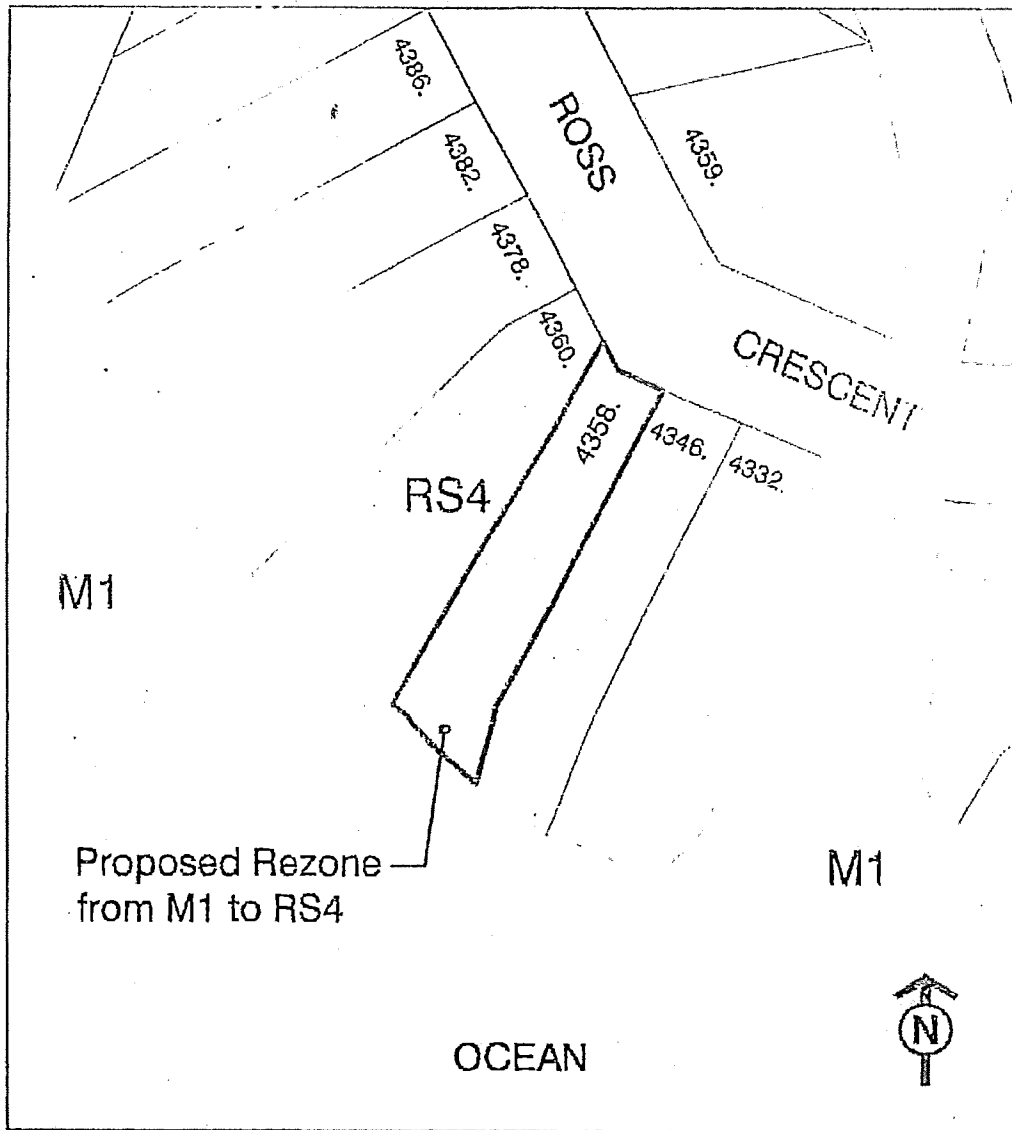 4386.
ROSS
4359.
4382.
4378.
4360.
CRESCENT
4358.
4346.
4332.
RS4
M1
Proposed Rezone
from M1 to RS4
M1
N
OCEAN